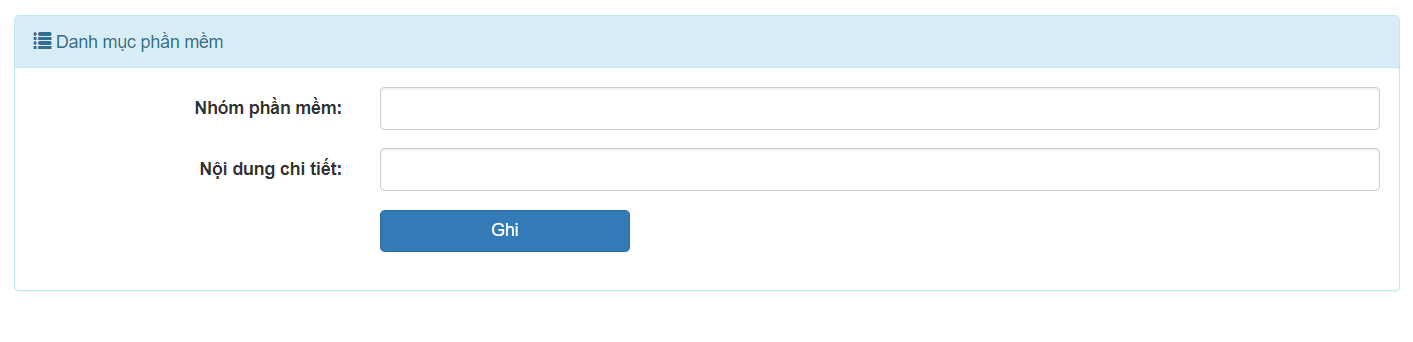 Danh mục phần mềm
Nhóm phần mềm:
Nội dung chi tiết:
Ghi